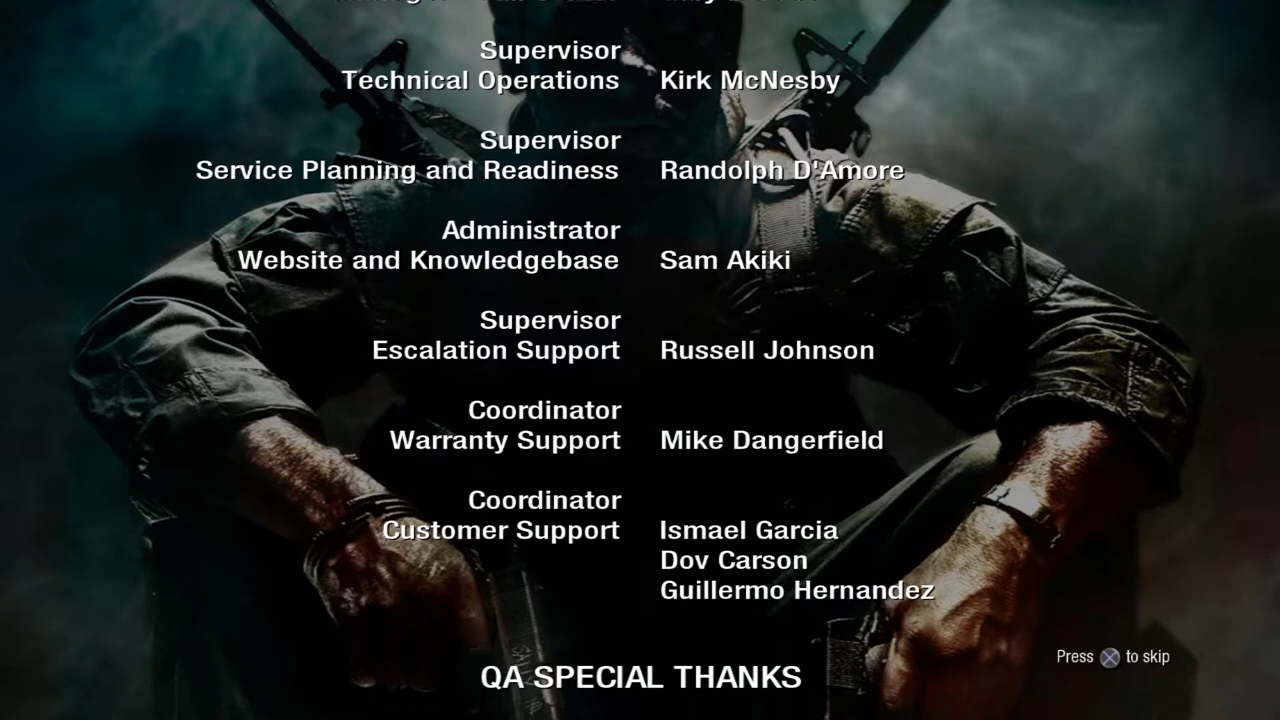 Supervisor
Technical Operations Kirk McNesby
Supervisor
Service Planning and Readiness Randolph D'Amore
Administrator
Website and Knowledgebase Sam Akiki
Supervisor
Escalation Support Russell Johnson
Coordinator
Warranty Support Mike Dangerfield
Coordinator
Customer Support Ismael Garcia
Dov Carson
Guillermo Hernandez
Press to skip
QA SPECIAL THANKS